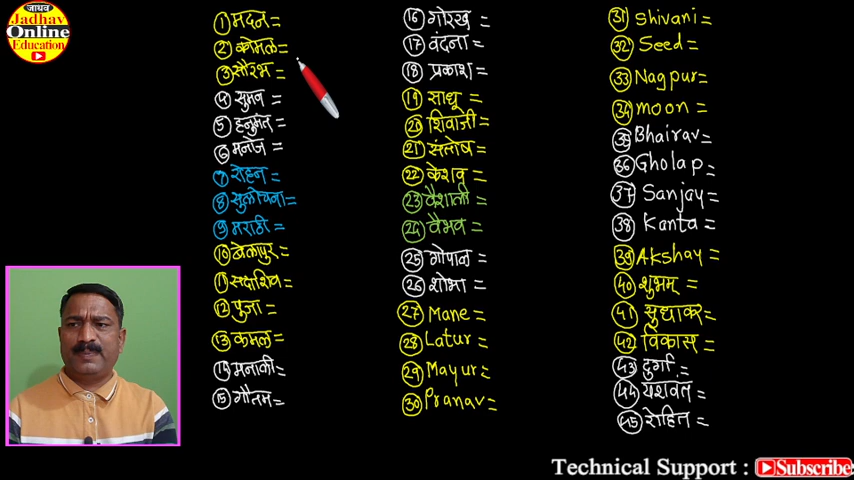 जाधव
Jadhav
Online
Education
① मदन=
② कोमल=
③ सौरभ =
④ सुमन =
⑤ हनुमंत =
⑥ मनोज =
⑦ रोहन =
⑧ सुलोचना =
⑨ मराठी =
⑩ बेलापुर =
⑪ सदाशिव =
⑫ पुजा =
⑬ कमल =
⑭ मनाकी=
⑮ गौतम=
⑯ गोरख =
⑰ वंदना =
⑱ प्रकाश =
⑲ साधू =
⑳ शिवाजी =
㉑ संतोष =
㉒ केशव =
㉓ वैशाली =
㉔ वैभव =
㉕ गोपाल =
㉖ शोभा =
㉗ Mane =
㉘ Latur =
㉙ Mayur =
㉚ Pranav=
㉛ Shivani =
㉜ Seed =
㉝ Nagpur=
㉞ moon =
㉟ Bhairav=
㊱ Gholap=
㊲ Sanjay=
㊳ Kanta =
㊴ Akshay =
㊵ शुभम् =
㊶ सुधाकर=
㊷ विकास =
㊸ दुर्गा =
㊹ यशवंत =
㊺ रोहित =
Technical Support : Subscribe